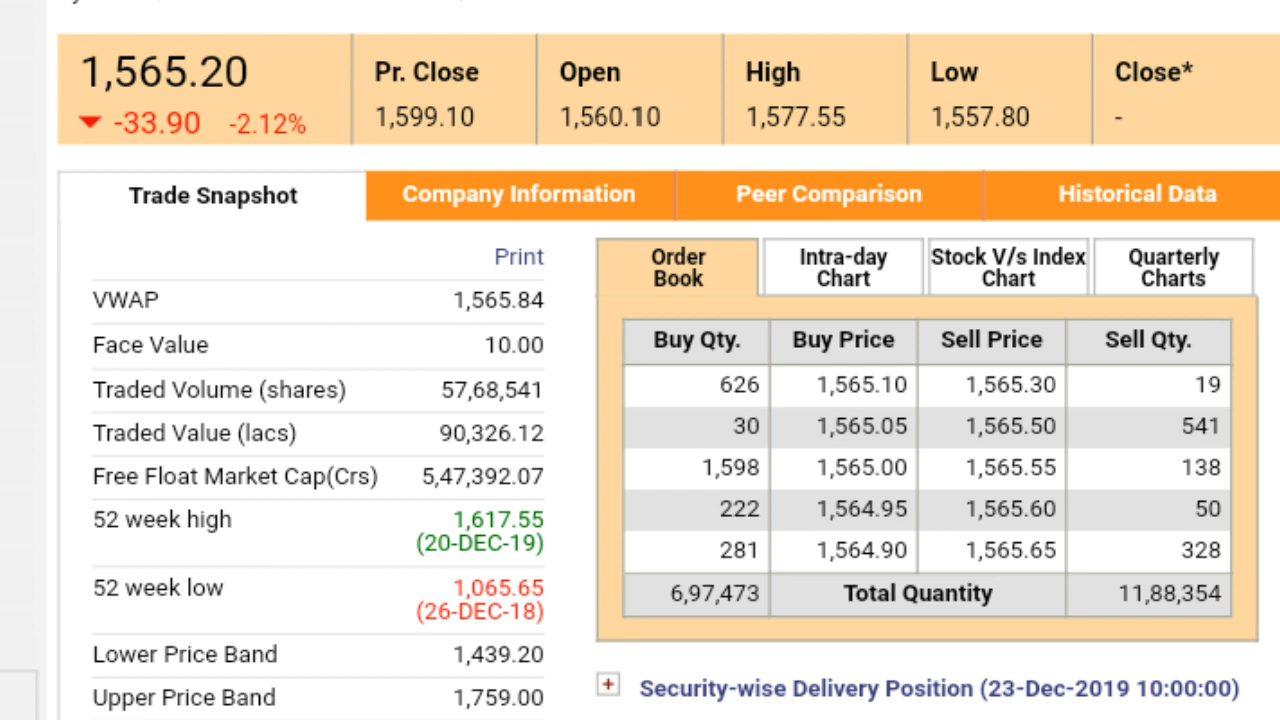 1,565.20
-33.90 -2.12%
Pr. Close Open High Low Close*
1,599.10 1,560.10 1,577.55 1,557.80 -
Trade Snapshot Company Information Peer Comparison Historical Data
Print
VWAP 1,565.84
Face Value 10.00
Traded Volume (shares) 57,68,541
Traded Value (lacs) 90,326.12
Free Float Market Cap(Crs) 5,47,392.07
52 week high 1,617.55
(20-DEC-19)
52 week low 1,065.65
(26-DEC-18)
Lower Price Band 1,439.20
Upper Price Band 1,759.00
Order Intra-day Stock V/s Index Quarterly
Book Chart Chart Charts
Buy Qty. Buy Price Sell Price Sell Qty.
626 1,565.10 1,565.30 19
30 1,565.05 1,565.50 541
1,598 1,565.00 1,565.55 138
222 1,564.95 1,565.60 50
281 1,564.90 1,565.65 328
6,97,473 Total Quantity 11,88,354
+ Security-wise Delivery Position (23-Dec-2019 10:00:00)